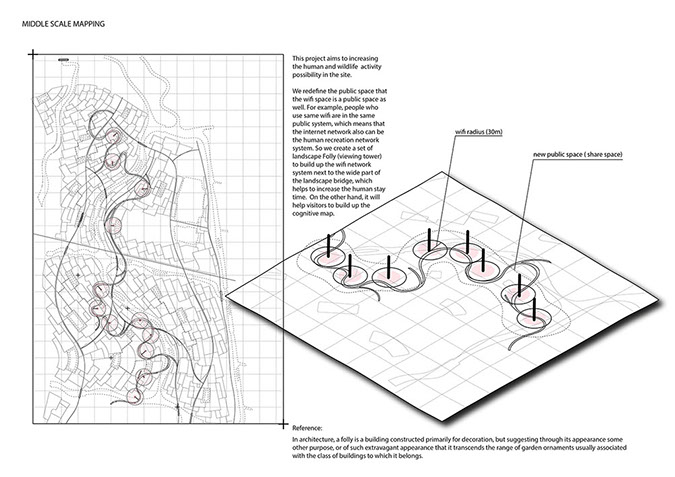 MIDDLE SCALE MAPPING
This project aims to increasing
the human and wildlife activity
possibility in the site.
We redefine the public space that
the wifi space is a public space as
well. For example, people who
use same wifi are in the same
public system, which means that
the internet network also can be
the human recreation network
system. So we create a set of
landscape Folly (viewing tower)
to build up the wifi network
system next to the wide part of
the landscape bridge, which
helps to increase the human stay
time. On the other hand, it will
help visitors to build up the
cognitive map.
wifi radius (30m)
new public space ( share space)
Reference:
In architecture, a folly is a building constructed primarily for decoration, but suggesting through its appearance some
other purpose, or of such extravagant appearance that it transcends the range of garden ornaments usually associated
with the class of buildings to which it belongs.